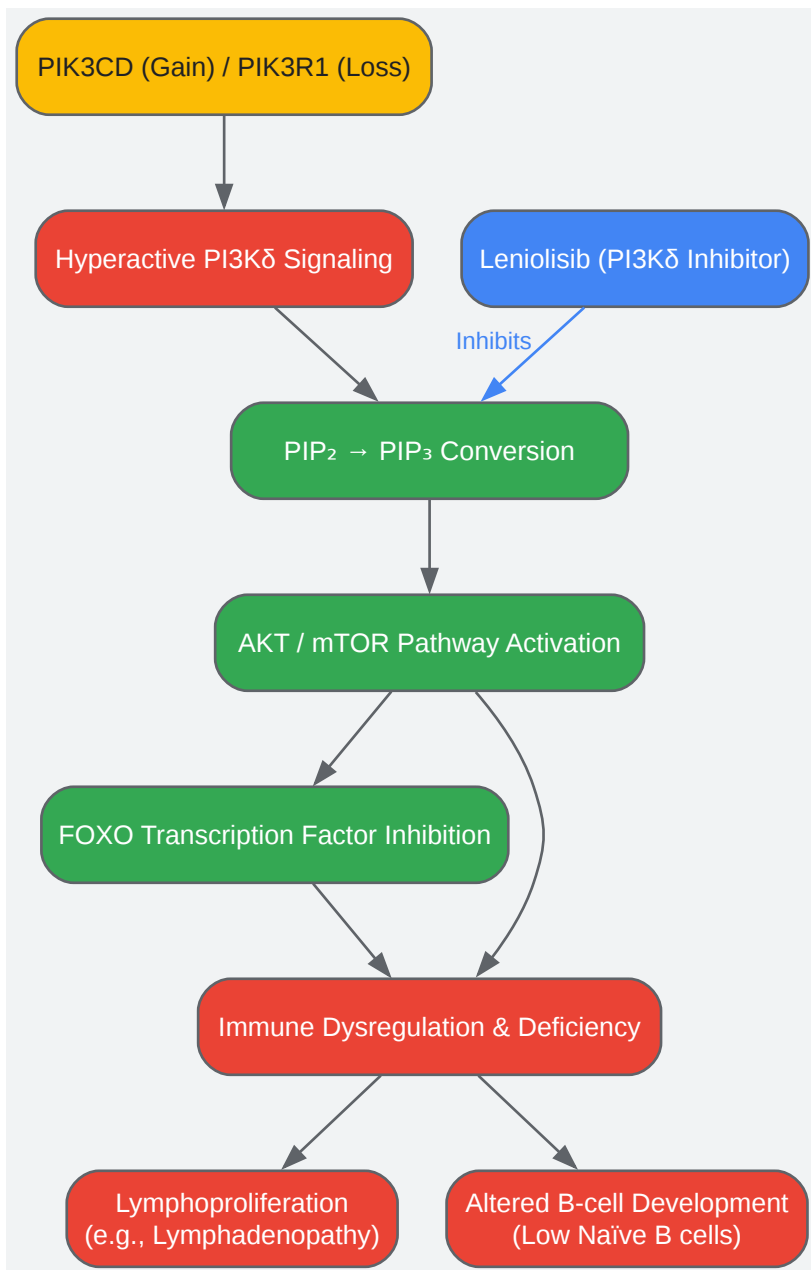 PIK3CD (Gain) / PIK3R1 (Loss)
Hyperactive PI3Kδ Signaling
Leniolisib (PI3Kδ Inhibitor)
Inhibits
PIP₂ → PIP₃ Conversion
AKT / mTOR Pathway Activation
FOXO Transcription Factor Inhibition
Immune Dysregulation & Deficiency
Lymphoproliferation
(e.g., Lymphadenopathy)
Altered B-cell Development
(Low Naïve B cells)